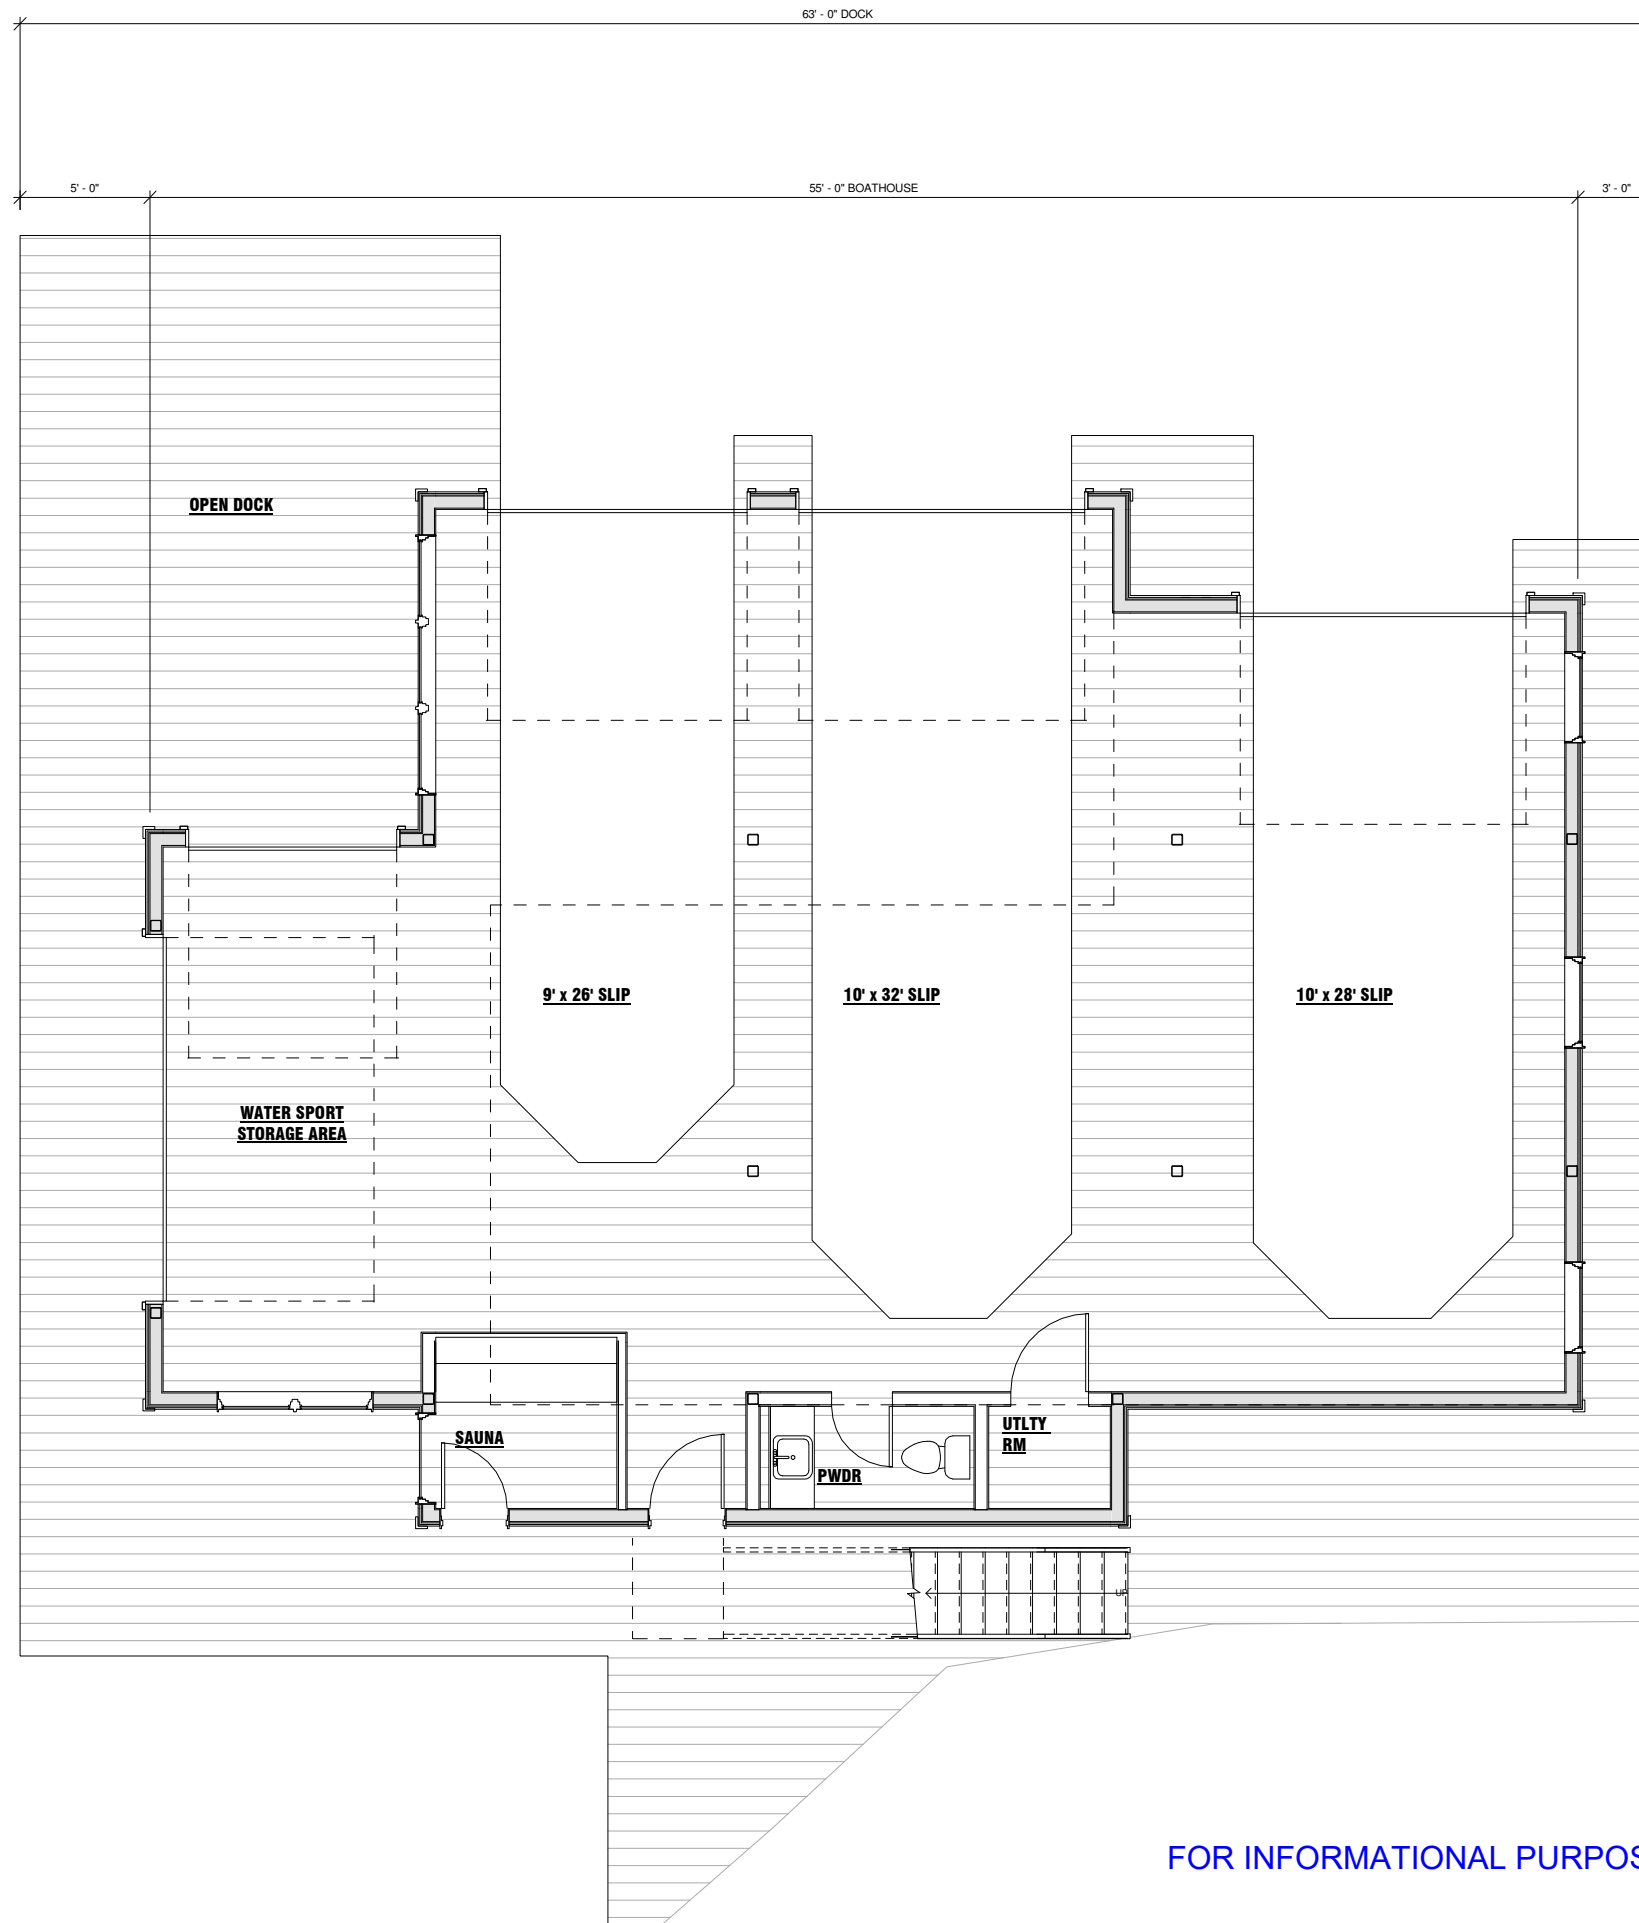 63' - 0" DOCK
5' - 0"
55' - 0" BOATHOUSE
3' - 0"
OPEN DOCK
9' x 26' SLIP
10' x 32' SLIP
10' x 28' SLIP
WATER SPORT
STORAGE AREA
SAUNA
PWDR
UTLTY
RM
UP
FOR INFORMATIONAL PURPOS